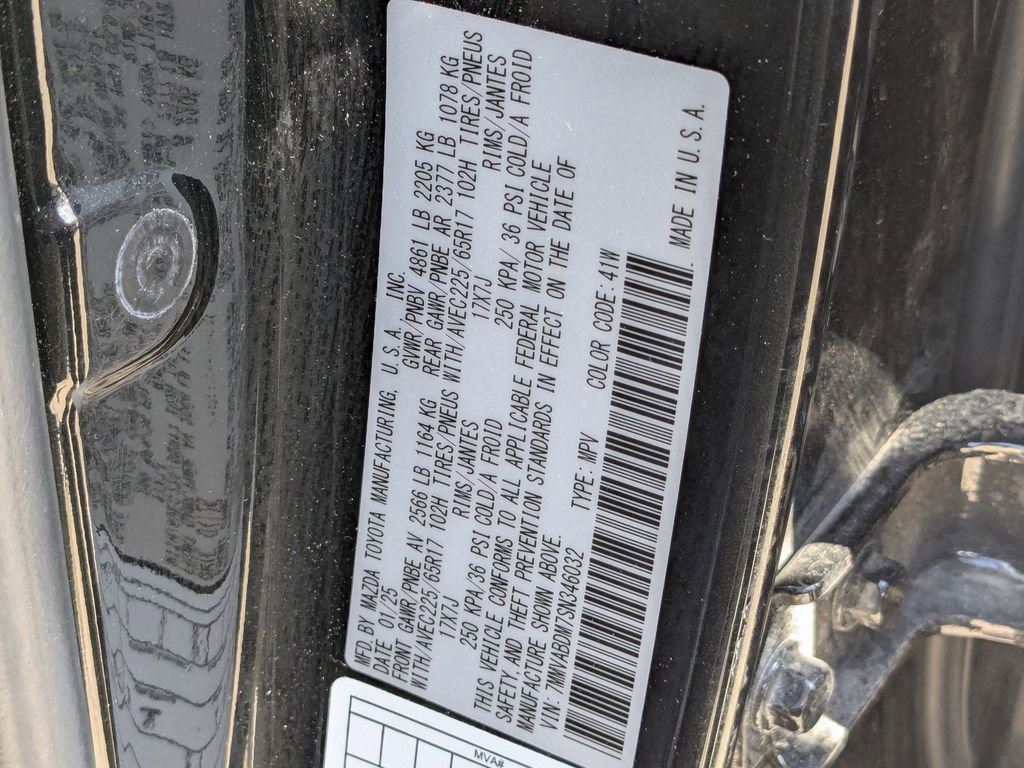 MFD. BY MAZDA TOYOTA MANUFACTURING, U. S. A. INC.
DATE 01/25 GVWR/PNBV 4861 LB 2205 KG
FRONT GAWR/PNBE AV 2566 LB 1164 KG REAR GAWR/PNBE AR 2377 LB 1078 KG
WITH/AVEC225/65R17 102H TIRES/PNEUS WITH/AVEC225/65R17 102H TIRES/PNEUS
17X7J RIMS/JANTES 17X7J RIMS/JANTES
250 KPA/36 PSI COLD/A FROID 250 KPA/ 36 PSI COLD/A FROID
THIS VEHICLE CONFORMS TO ALL APPLICABLE FEDERAL MOTOR VEHICLE
SAFETY AND THEFT PREVENTION STANDARDS IN EFFECT ON THE DATE OF
MANUFACTURE SHOWN ABOVE.
VIN: 7MMVABDM7SN346032 TYPE: MPV COLOR CODE: 41W
MADE IN U. S. A.
MVA#